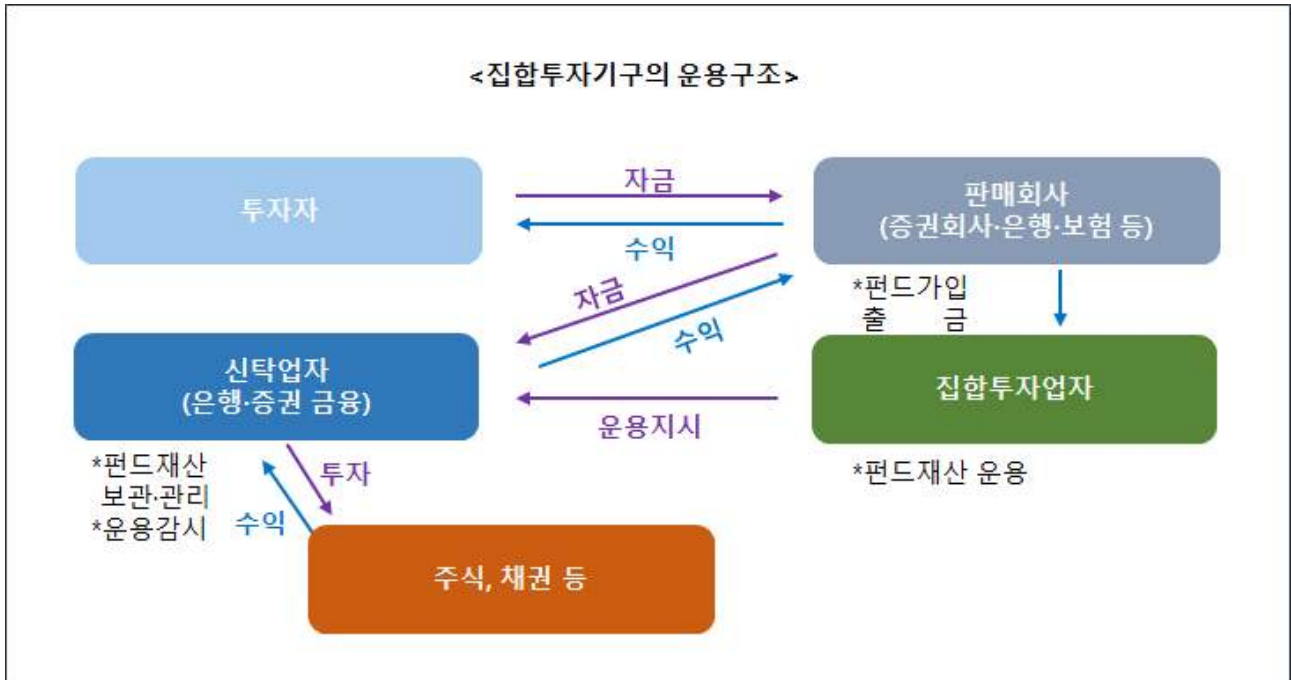 <집합투자기구의 운용구조>
투자자
자금
수익
판매회사
(증권회사·은행·보험 등)
*펀드가입
출 금
자금
수익
신탁업자
(은행·증권 금융)
운용지시
집합투자업자
*펀드재산
보관·관리
*운용감시
투자
수익
*펀드재산 운용
주식, 채권 등